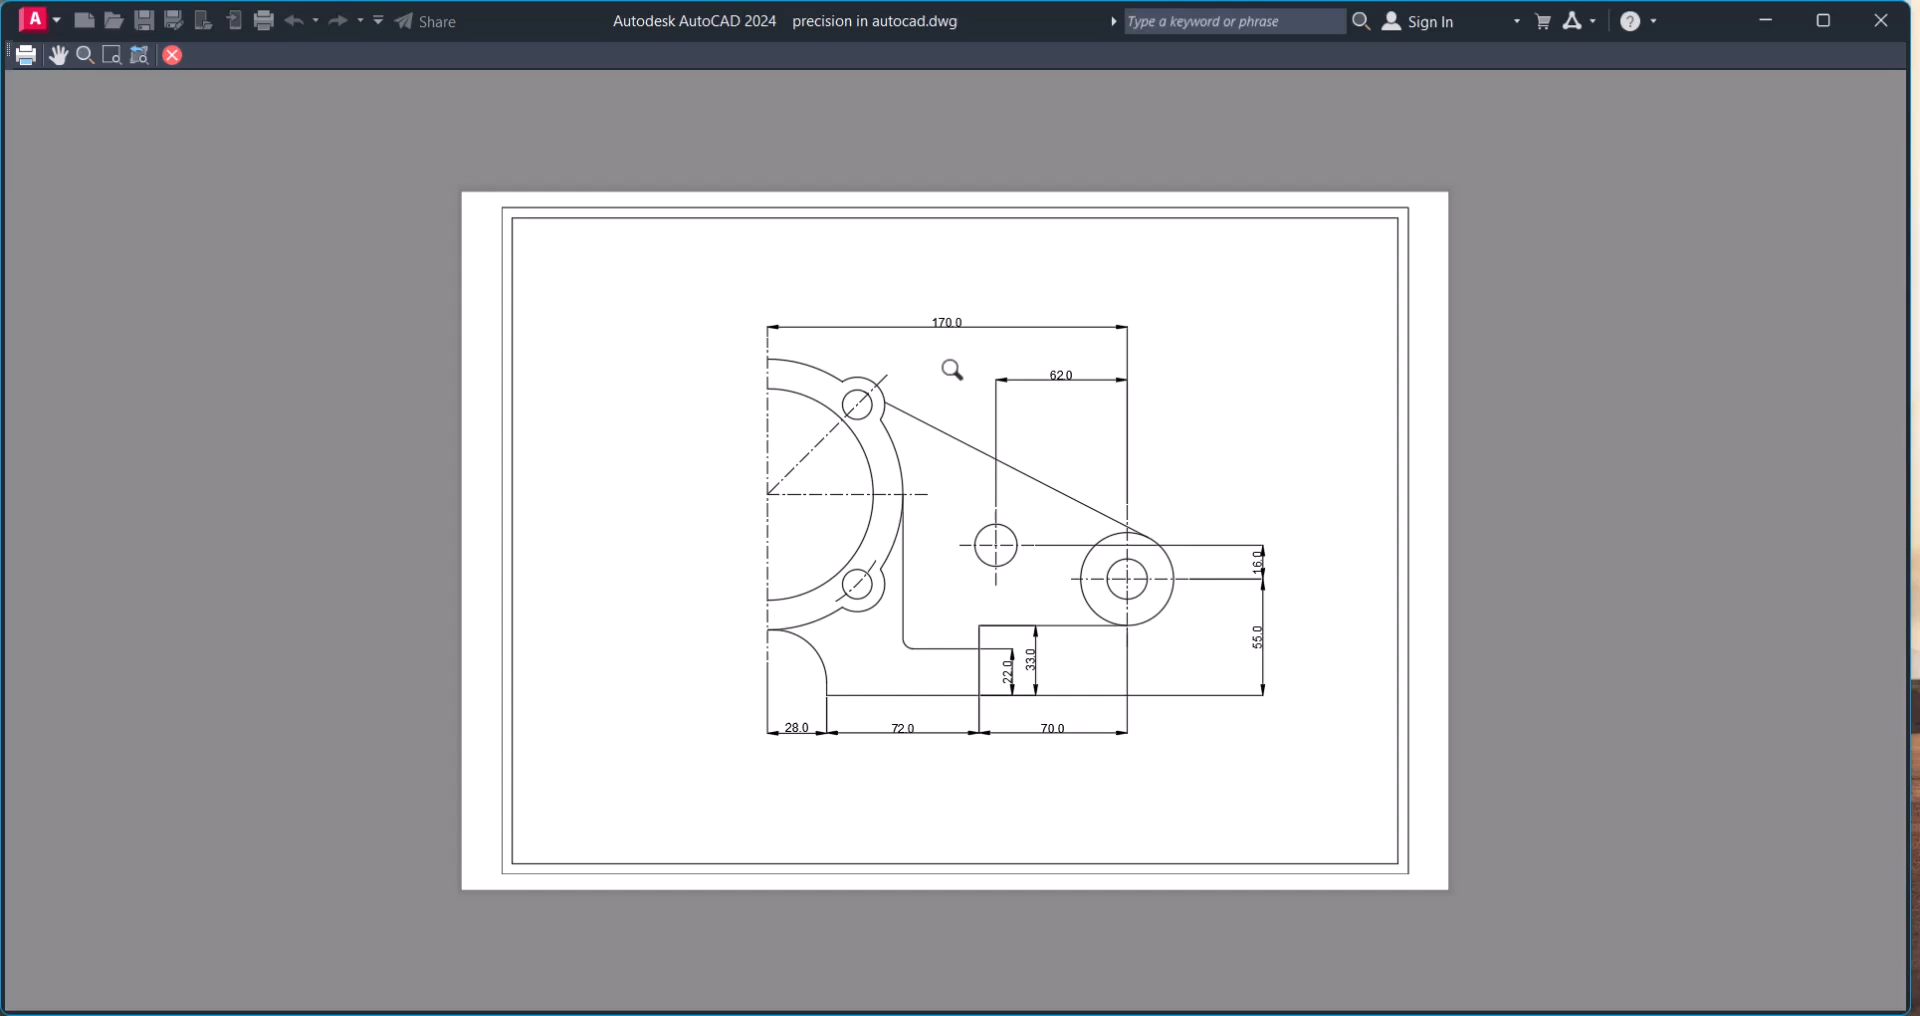 A
Share
Autodesk AutoCAD 2024 precision in autocad.dwg
Type a keyword or phrase
Sign In
?
170.0
62.0
16.0
55.0
33.0
22.0
28.0
72.0
70.0